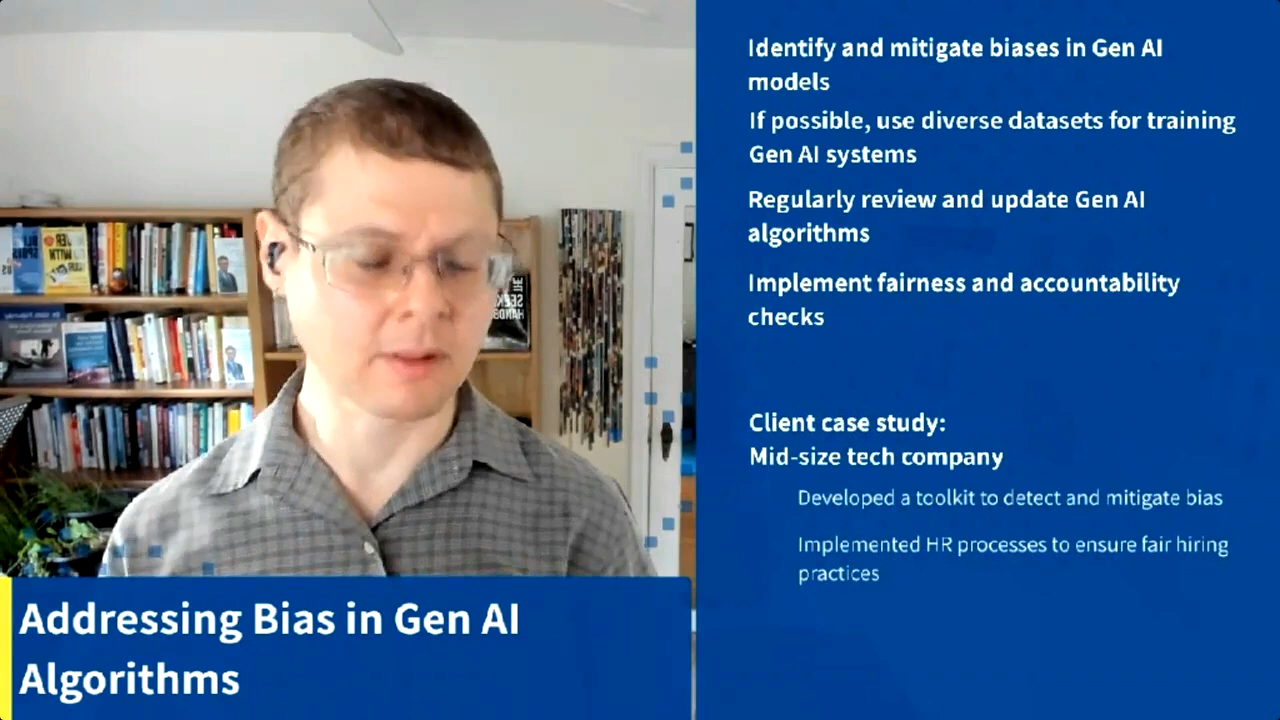 Identify and mitigate biases in Gen AI
models
If possible, use diverse datasets for training
Gen AI systems
Regularly review and update Gen AI
algorithms
Implement fairness and accountability
checks
Client case study:
Mid-size tech company
Developed a toolkit to detect and mitigate bias
Implemented HR processes to ensure fair hiring
practices
Addressing Bias in Gen AI
Algorithms